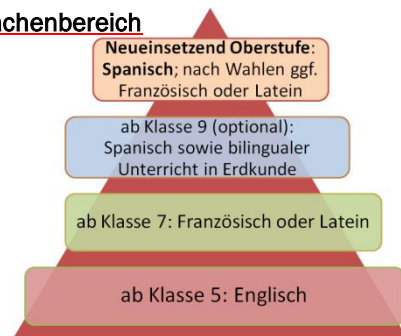 achenbereich
Neueinsetzend Oberstufe:
Spanisch; nach Wahlen ggf.
Französisch oder Latein
ab Klasse 9 (optional):
Spanisch sowie bilingualer
Unterricht in Erdkunde
ab Klasse 7: Französisch oder Latein
ab Klasse 5: Englisch